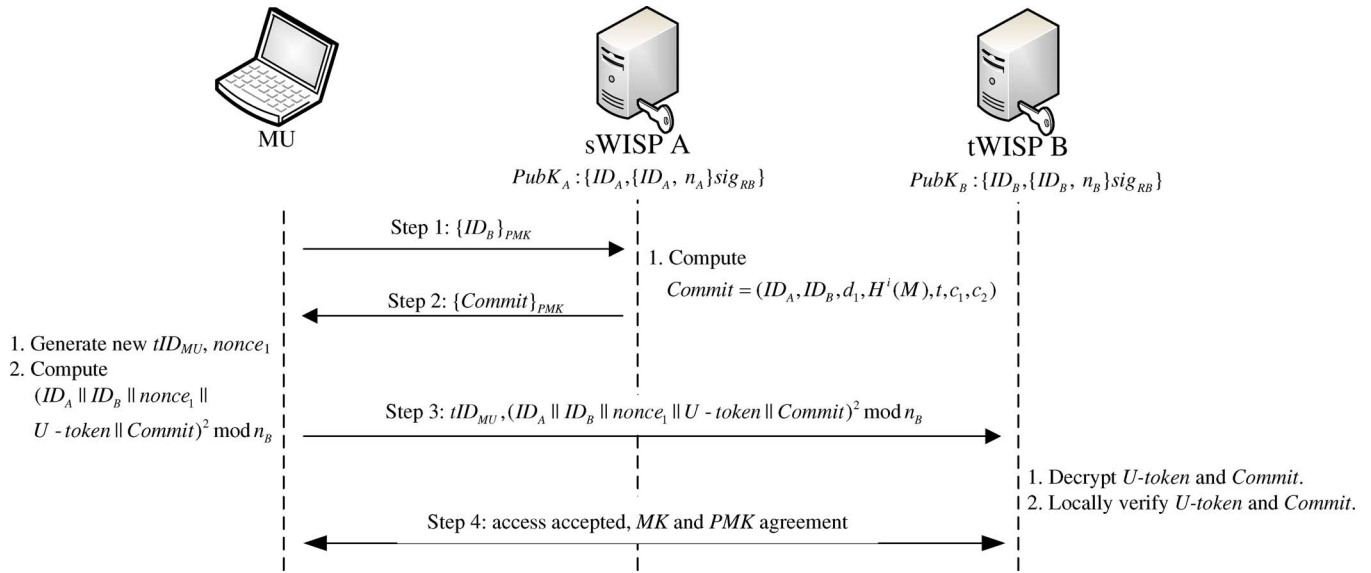 MU
sWISP A
tWISP B
PubK_A : {ID_A, {ID_A, n_A}sig_RB}
PubK_B : {ID_B, {ID_B, n_B}sig_RB}
Step 1: {ID_B}_PMK
1. Compute
Commit = (ID_A, ID_B, d_1, H^i(M), t, c_1, c_2)
Step 2: {Commit}_PMK
1. Generate new tID_MU, nonce_1
2. Compute
(ID_A || ID_B || nonce_1 ||
U - token || Commit)^2 mod n_B
Step 3: tID_MU, (ID_A || ID_B || nonce_1 || U - token || Commit)^2 mod n_B
1. Decrypt U-token and Commit.
2. Locally verify U-token and Commit.
Step 4: access accepted, MK and PMK agreement